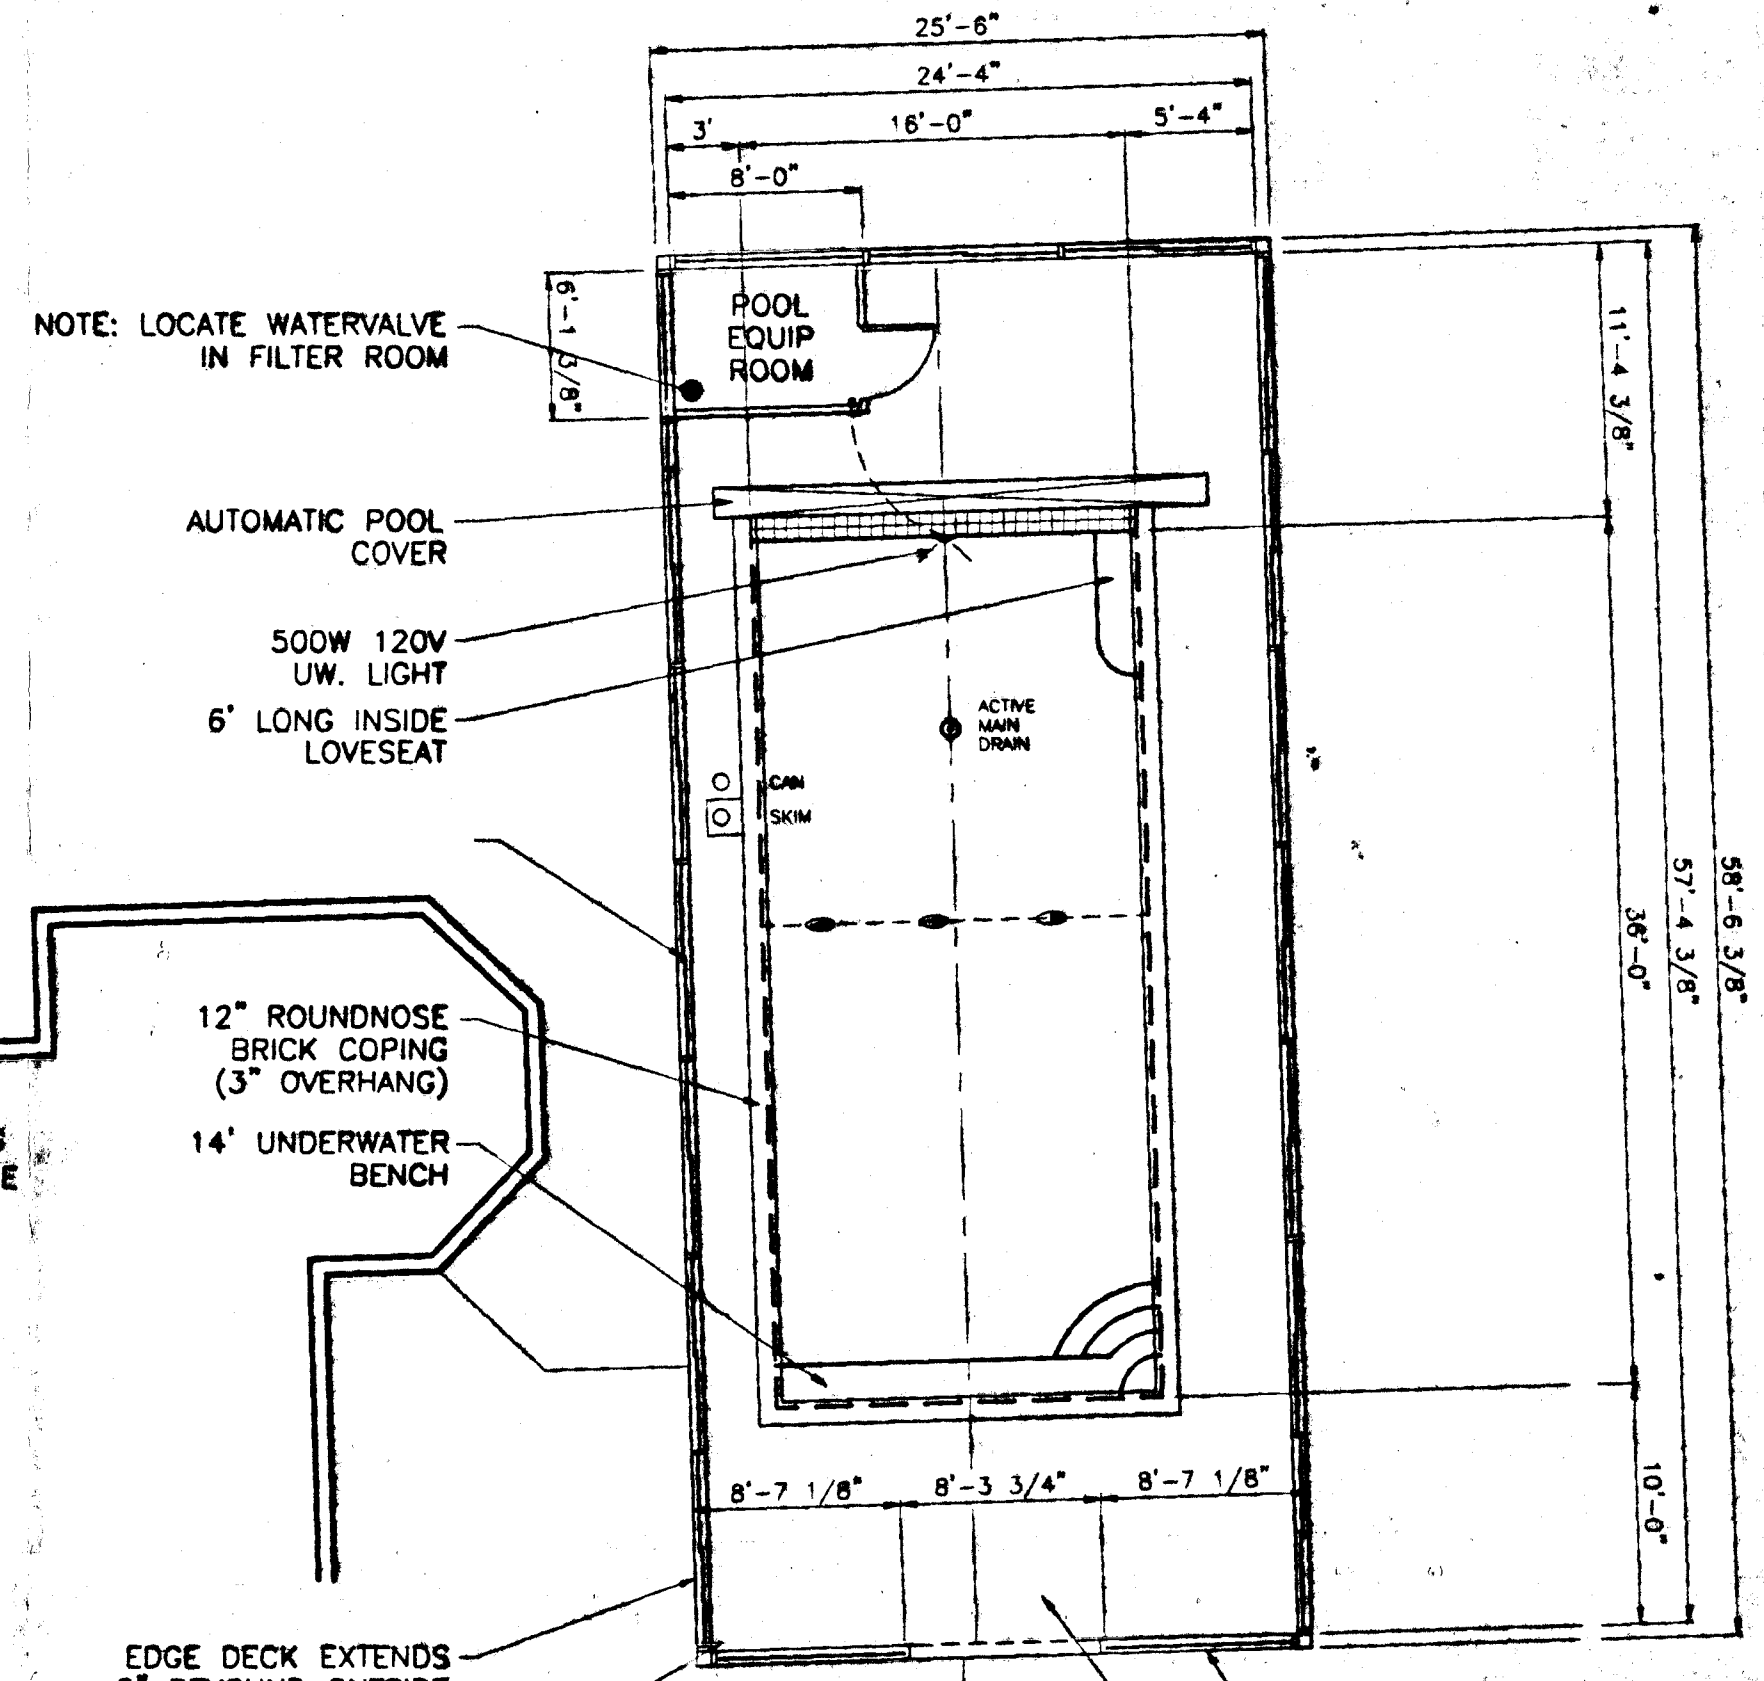 25'-6"
24'-4"
3'
16'-0"
5'-4"
8'-0"
NOTE: LOCATE WATERVALVE
IN FILTER ROOM
6'-1 3/8"
POOL
EQUIP
ROOM
11'-4 3/8"
AUTOMATIC POOL
COVER
500W 120V
UW. LIGHT
6' LONG INSIDE
LOVESEAT
ACTIVE
MAIN
DRAIN
CAN
SKIM
36'-0"
57'-4 3/8"
58'-6 3/8"
12" ROUNDNOSE
BRICK COPING
(3" OVERHANG)
14' UNDERWATER
BENCH
E
8'-7 1/8"
8'-3 3/4"
8'-7 1/8"
10'-0"
EDGE DECK EXTENDS